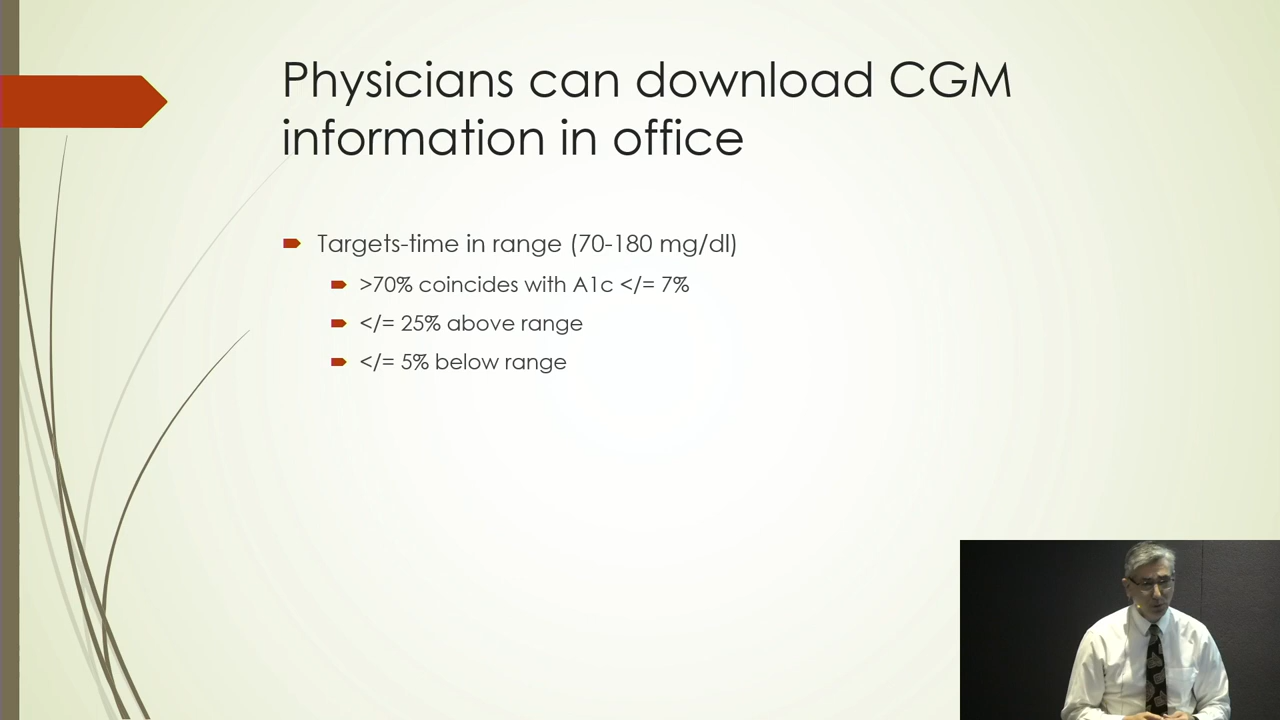 Physicians can download CGM
information in office
Targets-time in range (70-180 mg/dl)
>70% coincides with A1c </= 7%
</= 25% above range
</= 5% below range